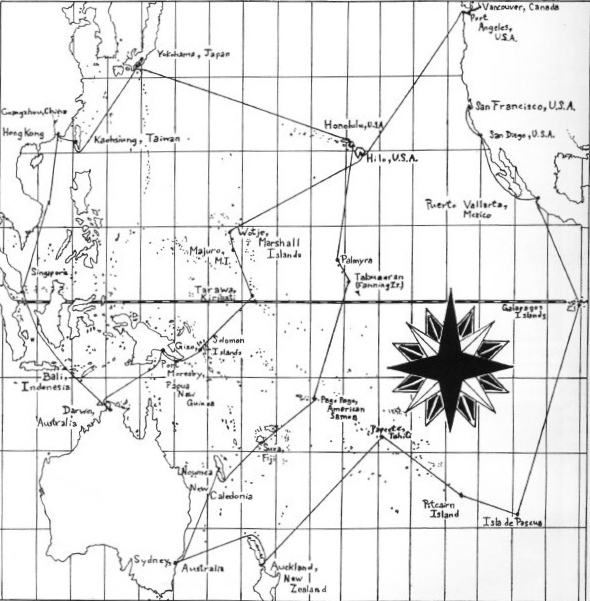 Vancouver, Canada
Port
Angeles,
U.S.A.
Yokohama, Japan
Guangzhou, China
Hong Kong
Kaohsiung, Taiwan
Honolulu, U.S.A.
Hilo, U.S.A.
San Francisco, U.S.A.
San Diego, U.S.A.
Puerto Vallarta,
Mexico
Wotje,
Marshall
Islands
Majuro,
M.I.
Palmyra
Tabuaeran
(Fanning Is.)
Singapore
Tarawa,
Kiribati
Galapagos
Islands
Gizo,
Solomon
Islands
Port
Moresby,
Papua
New
Guinea
Bali,
Indonesia
Darwin,
Australia
Pago Pago,
American
Samoa
Papeete,
Tahiti
Suva,
Fiji
Noumea
New
Caledonia
Pitcairn
Island
Isla de Pascua
Sydney,
Australia
Auckland,
New
Zealand